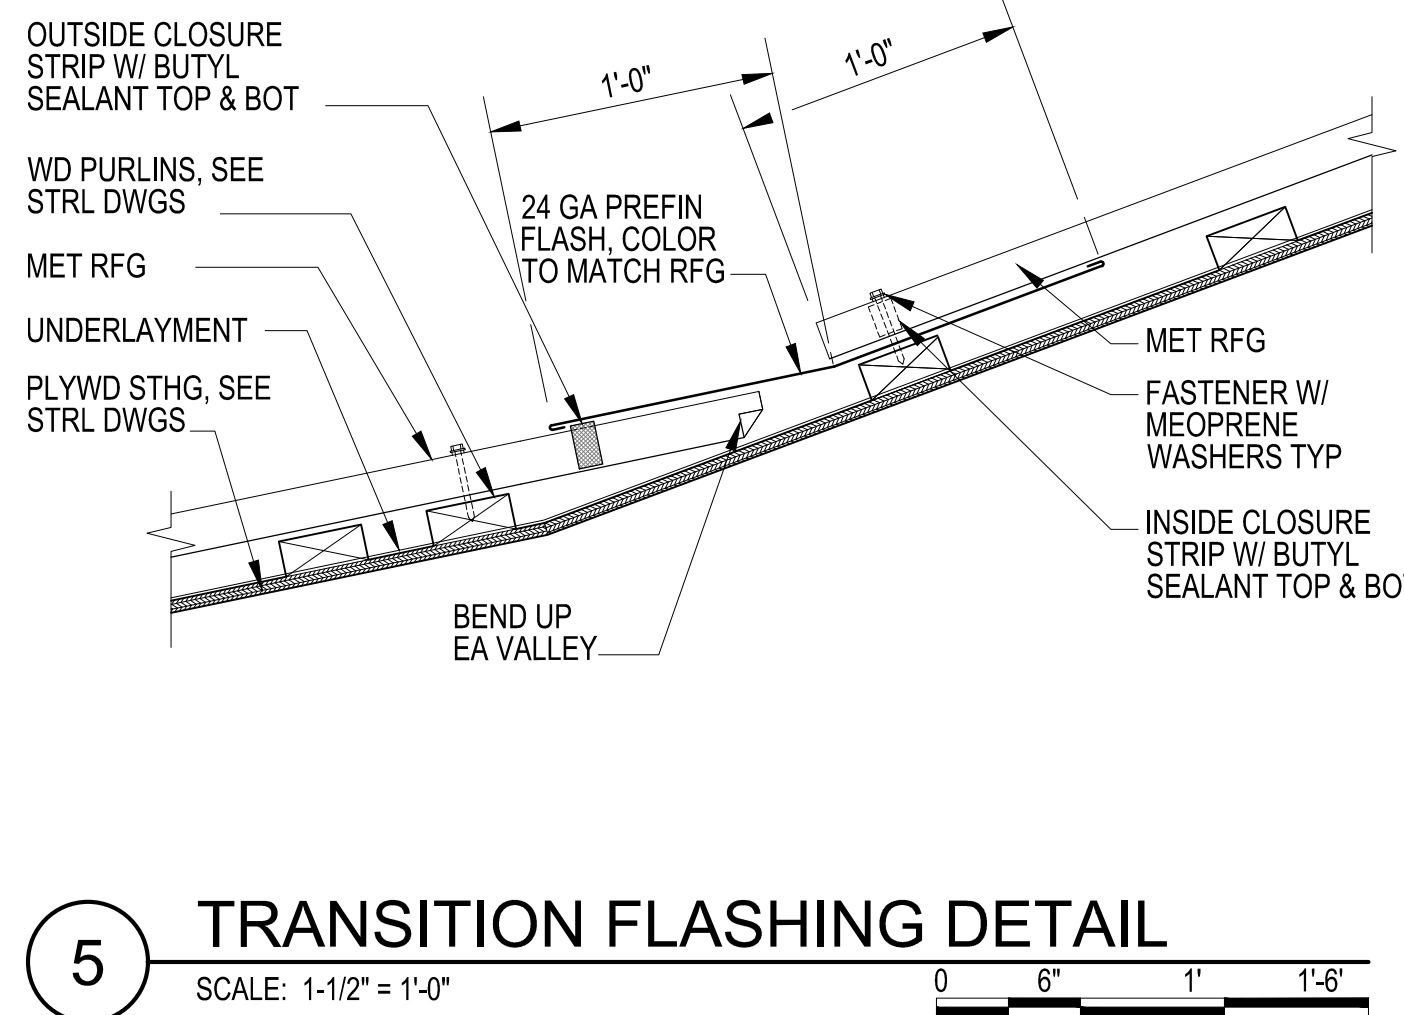 OUTSIDE CLOSURE
STRIP W/ BUTYL
SEALANT TOP & BOT
WD PURLINS, SEE
STRL DWGS
MET RFG
UNDERLAYMENT
PLYWD STHG, SEE
STRL DWGS
1'-0"
1'-0"
24 GA PREFIN
FLASH, COLOR
TO MATCH RFG
MET RFG
FASTENER W/
MEOPRENE
WASHERS TYP
INSIDE CLOSURE
STRIP W/ BUTYL
SEALANT TOP & BO
BEND UP
EA VALLEY
5
TRANSITION FLASHING DETAIL
SCALE: 1-1/2" = 1'-0"
0 6" 1' 1'-6'